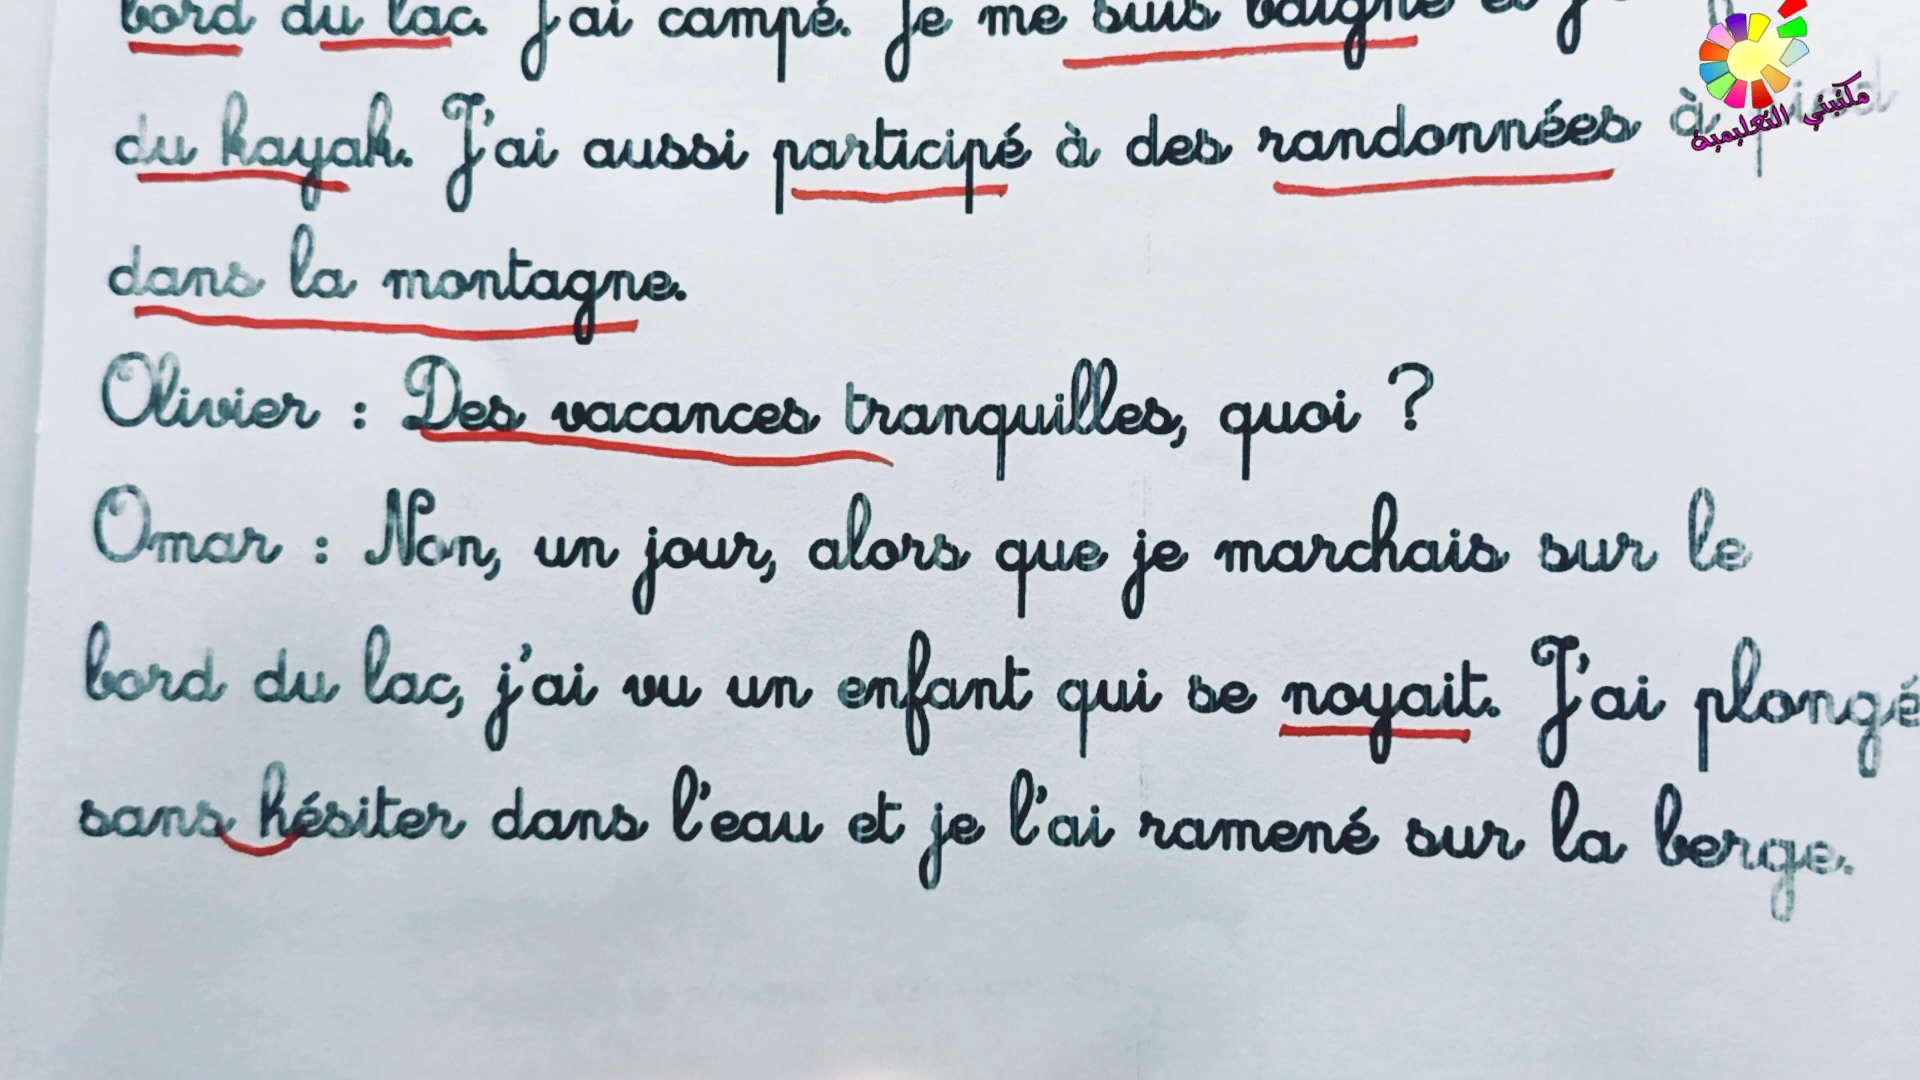 bord du lac. J'ai campé. Je me suis baigné et
du kayak. J'ai aussi participé à des randonnées à pied
dans la montagne.
Olivier : Des vacances tranquilles, quoi ?
Omar : Non, un jour, alors que je marchais sur le
bord du lac, j'ai vu un enfant qui se noyait. J'ai plongé
sans hésiter dans l'eau et je l'ai ramené sur la berge.
مكتبتي التعليمية